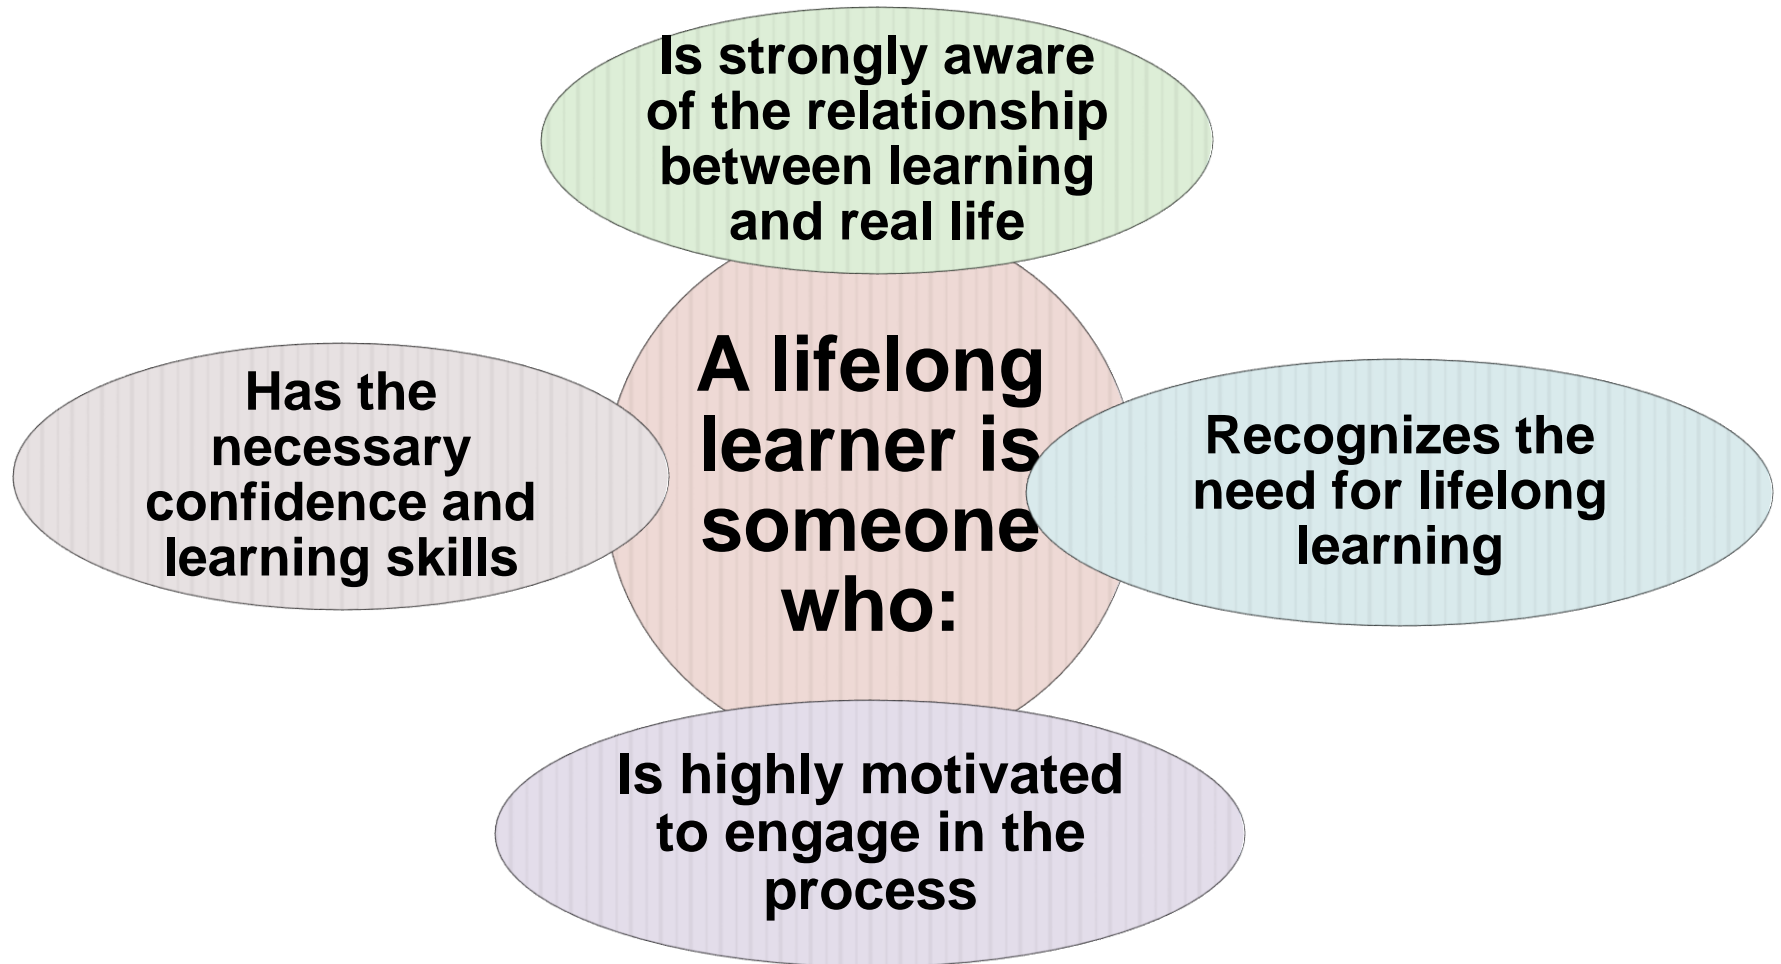 Is strongly aware
of the relationship
between learning
and real life
A lifelong
learner is
someone
who:
Has the
necessary
confidence and
learning skills
Recognizes the
need for lifelong
learning
Is highly motivated
to engage in the
process